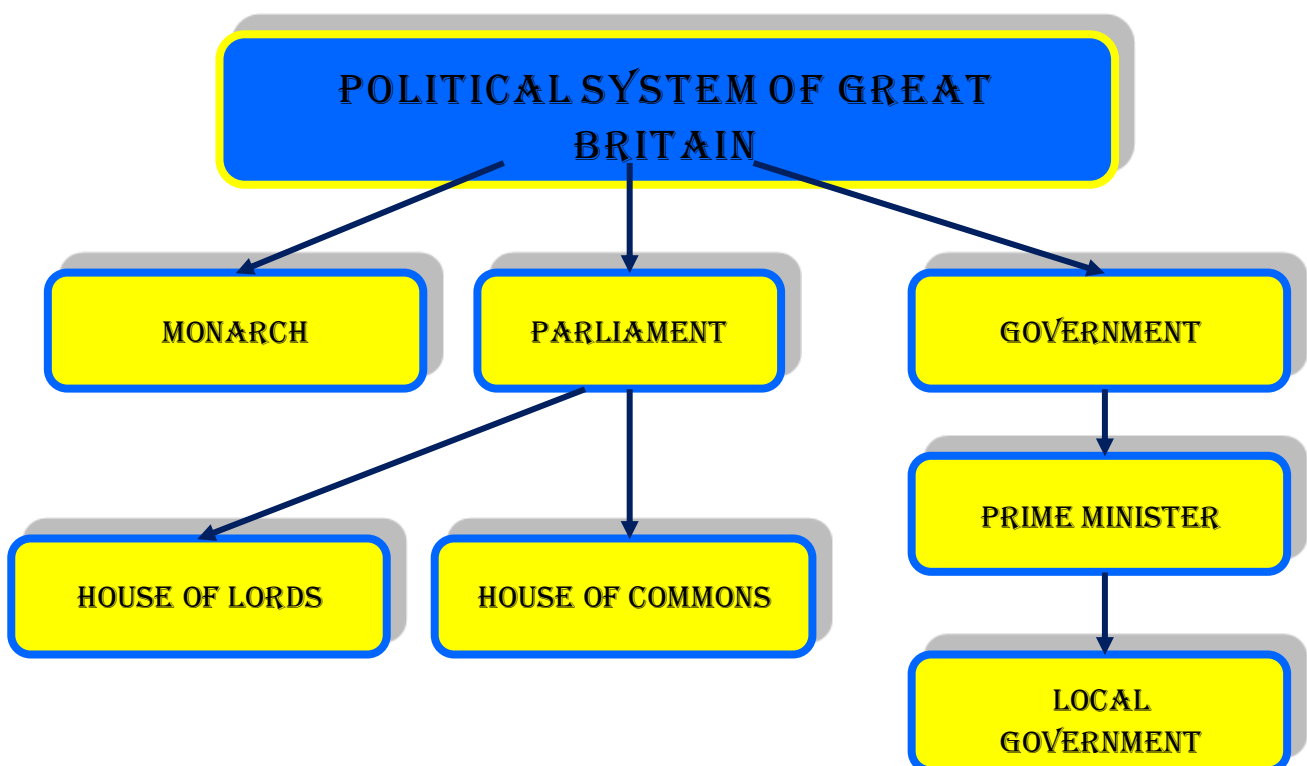 POLITICAL SYSTEM OF GREAT
BRITAIN
MONARCH
PARLIAMENT
GOVERNMENT
PRIME MINISTER
HOUSE OF LORDS
HOUSE OF COMMONS
LOCAL
GOVERNMENT